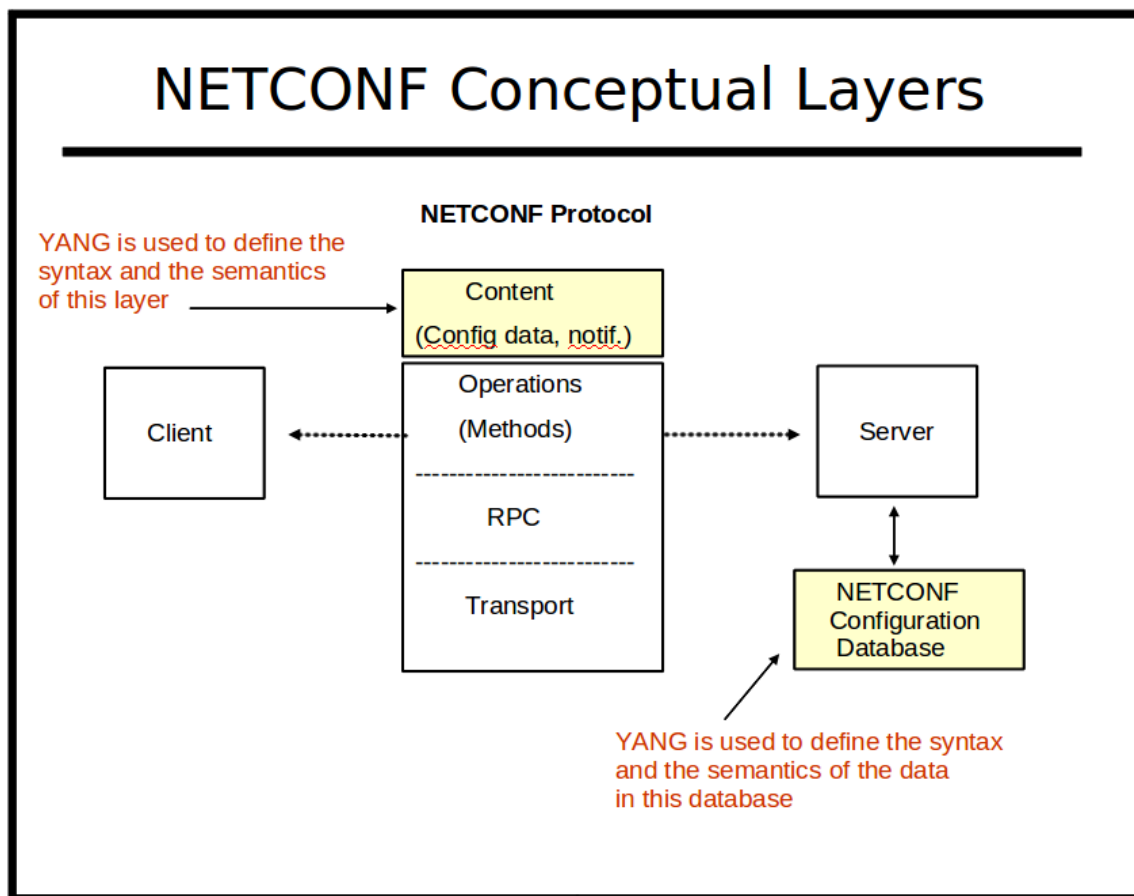 NETCONF Conceptual Layers
NETCONF Protocol
YANG is used to define the
syntax and the semantics
of this layer
Content
(Config data, notif.)
Operations
(Methods)
--------------------------
RPC
--------------------------
Transport
Client
Server
NETCONF
Configuration
Database
YANG is used to define the syntax
and the semantics of the data
in this database